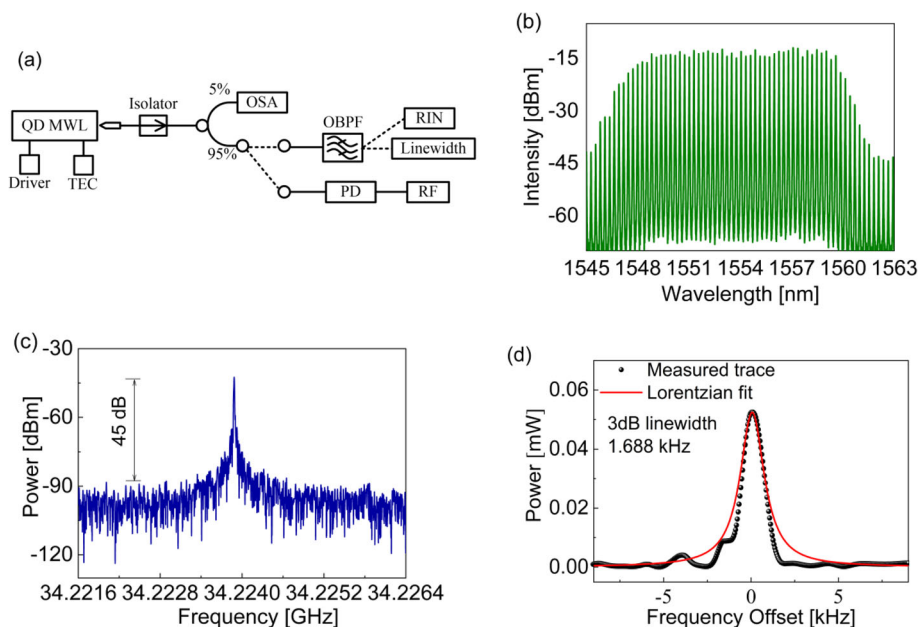 (a)
QD MWL
Driver
TEC
Isolator
5%
OSA
95%
OBPF
RIN
Linewidth
PD
RF
(b)
Intensity [dBm]
-15
-30
-45
-60
1545 1548 1551 1554 1557 1560 1563
Wavelength [nm]
(c)
Power [dBm]
-30
-60
-90
-120
45 dB
34.2216 34.2228 34.2240 34.2252 34.2264
Frequency [GHz]
(d)
Measured trace
Lorentzian fit
3dB linewidth
1.688 kHz
Power [mW]
0.06
0.04
0.02
0.00
-5 0 5
Frequency Offset [kHz]